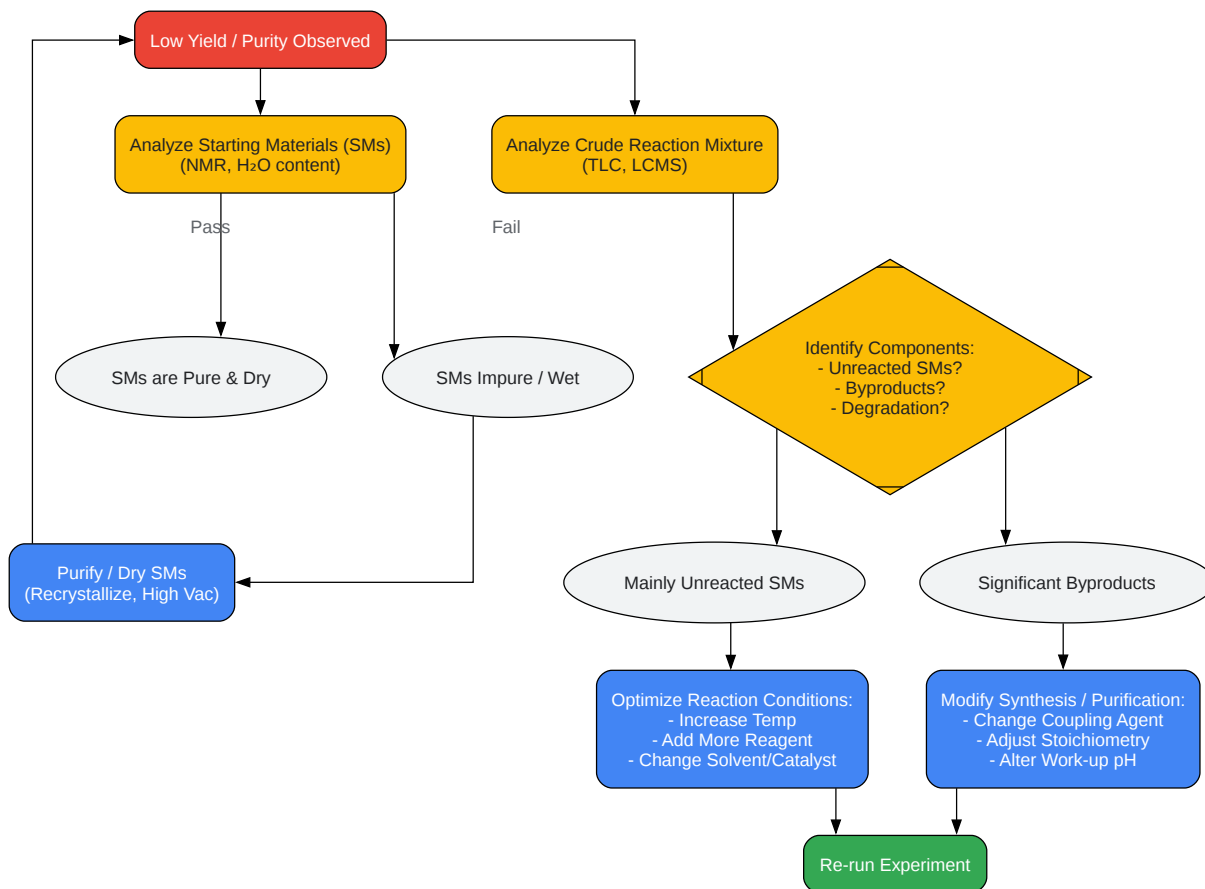 Low Yield / Purity Observed
Analyze Starting Materials (SMs)
(NMR, H₂O content)
Analyze Crude Reaction Mixture
(TLC, LCMS)
Pass
Fail
Identify Components:
- Unreacted SMs?
- Byproducts?
- Degradation?
SMs are Pure & Dry
SMs Impure / Wet
Purify / Dry SMs
(Recrystallize, High Vac)
Mainly Unreacted SMs
Significant Byproducts
Optimize Reaction Conditions:
- Increase Temp
- Add More Reagent
- Change Solvent/Catalyst
Modify Synthesis / Purification:
- Change Coupling Agent
- Adjust Stoichiometry
- Alter Work-up pH
Re-run Experiment